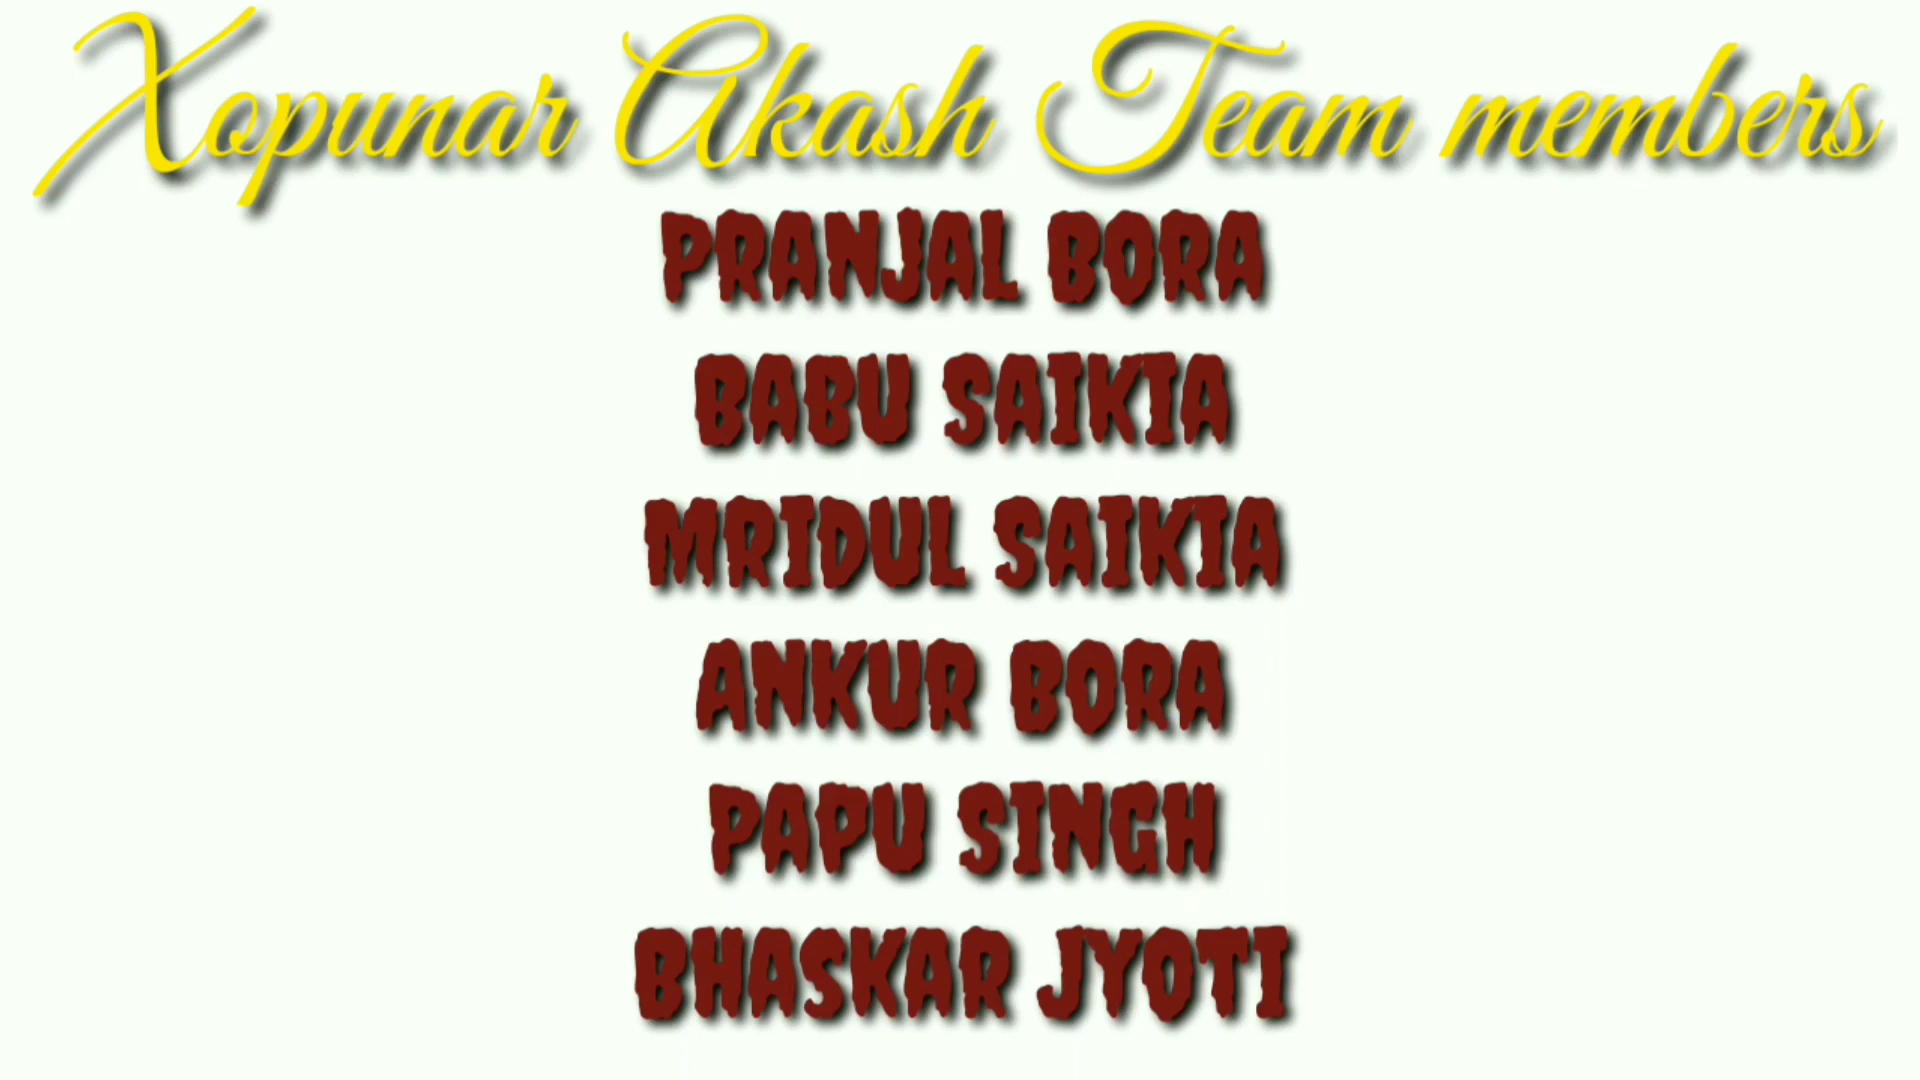 Xopunar Akash Team members
PRANJAL BORA
BABU SAIKIA
MRIDUL SAIKIA
ANKUR BORA
PAPU SINGH
BHASKAR JYOTI